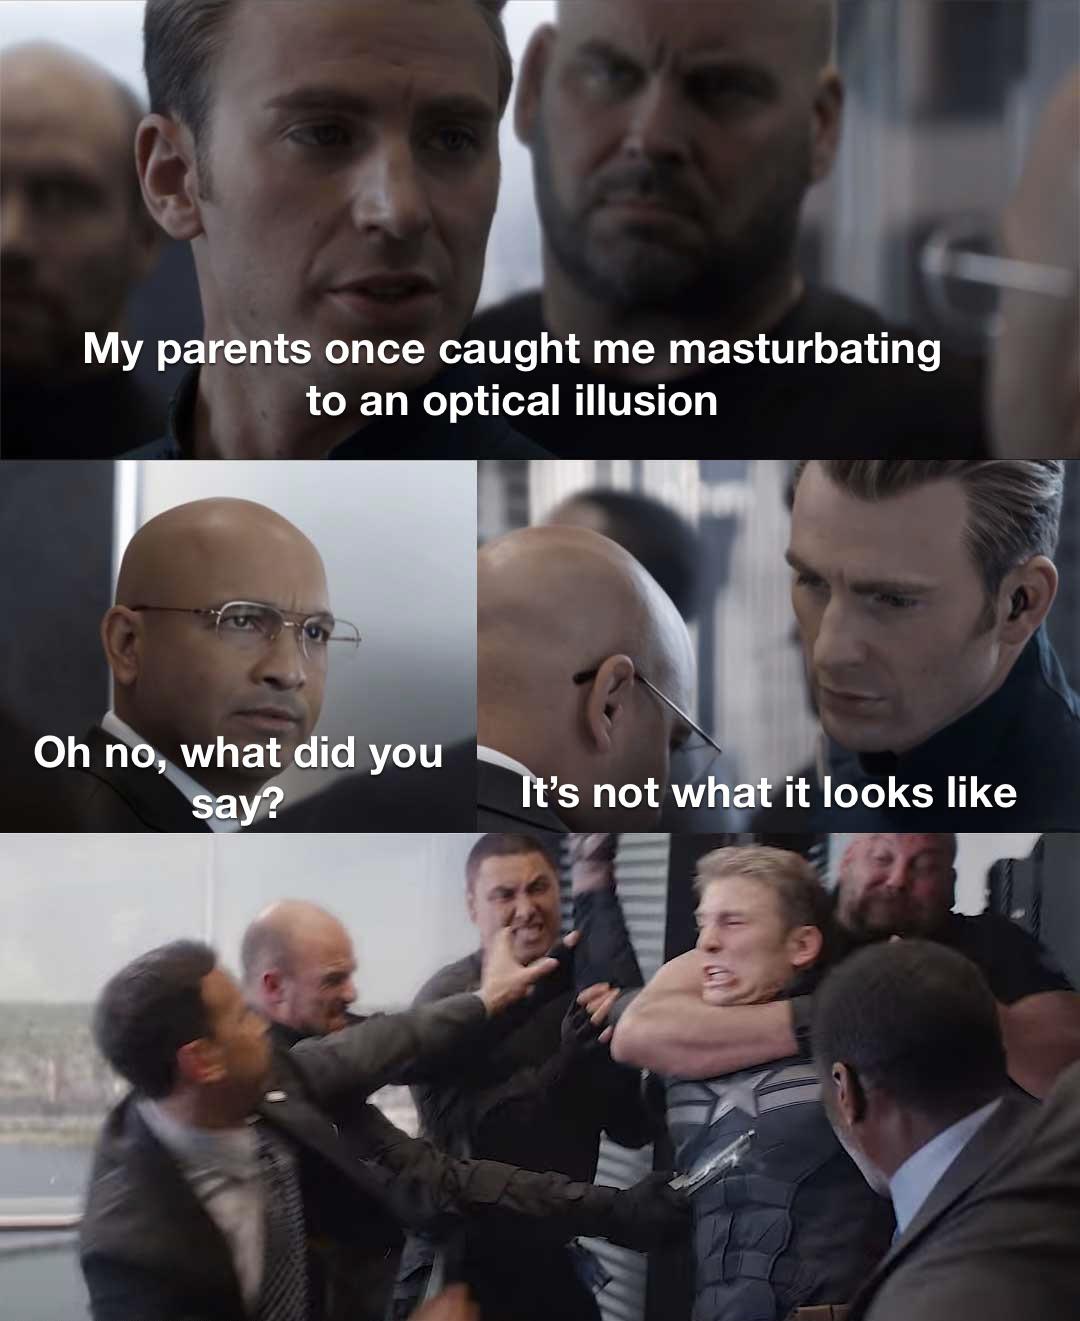 My parents once caught me masturbating
to an optical illusion
Oh no, what did you
say?
It's not what it looks like